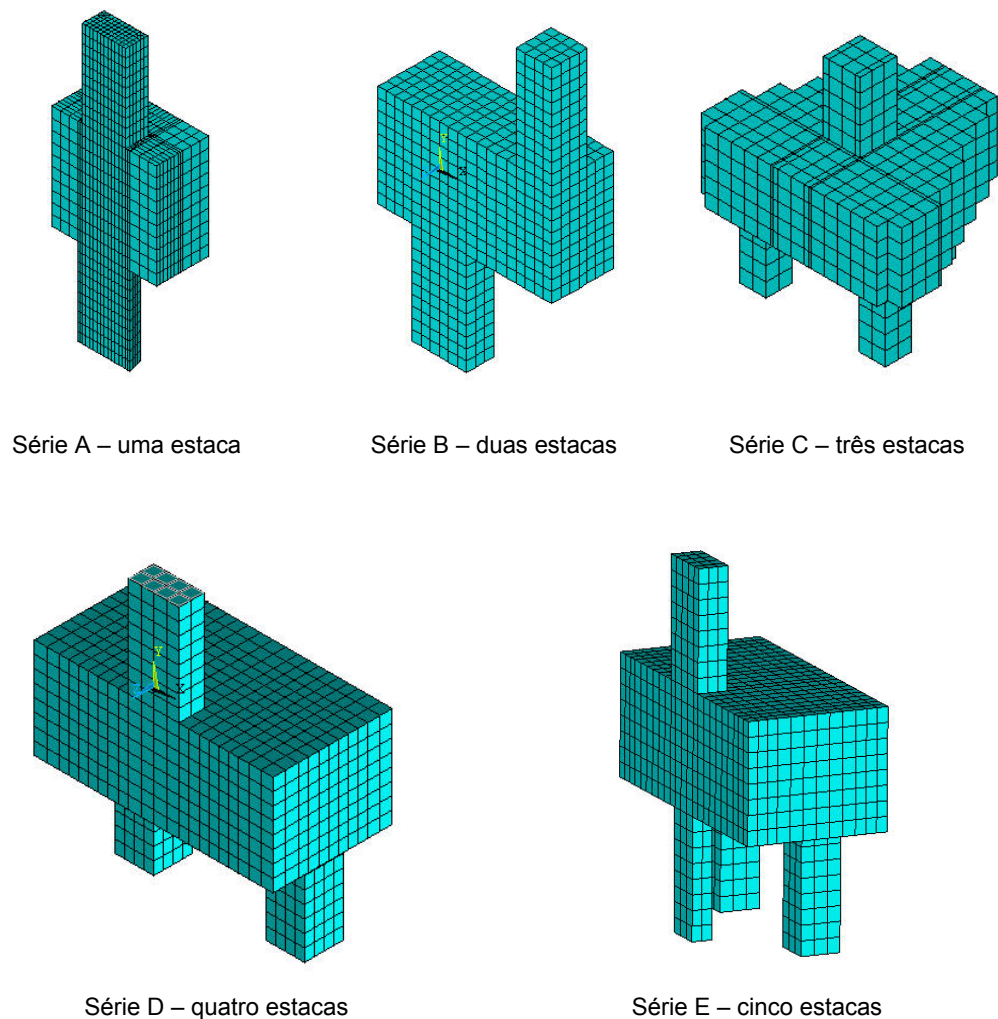 Série A – uma estaca
Série B – duas estacas
Série C – três estacas
Série D – quatro estacas
Série E – cinco estacas